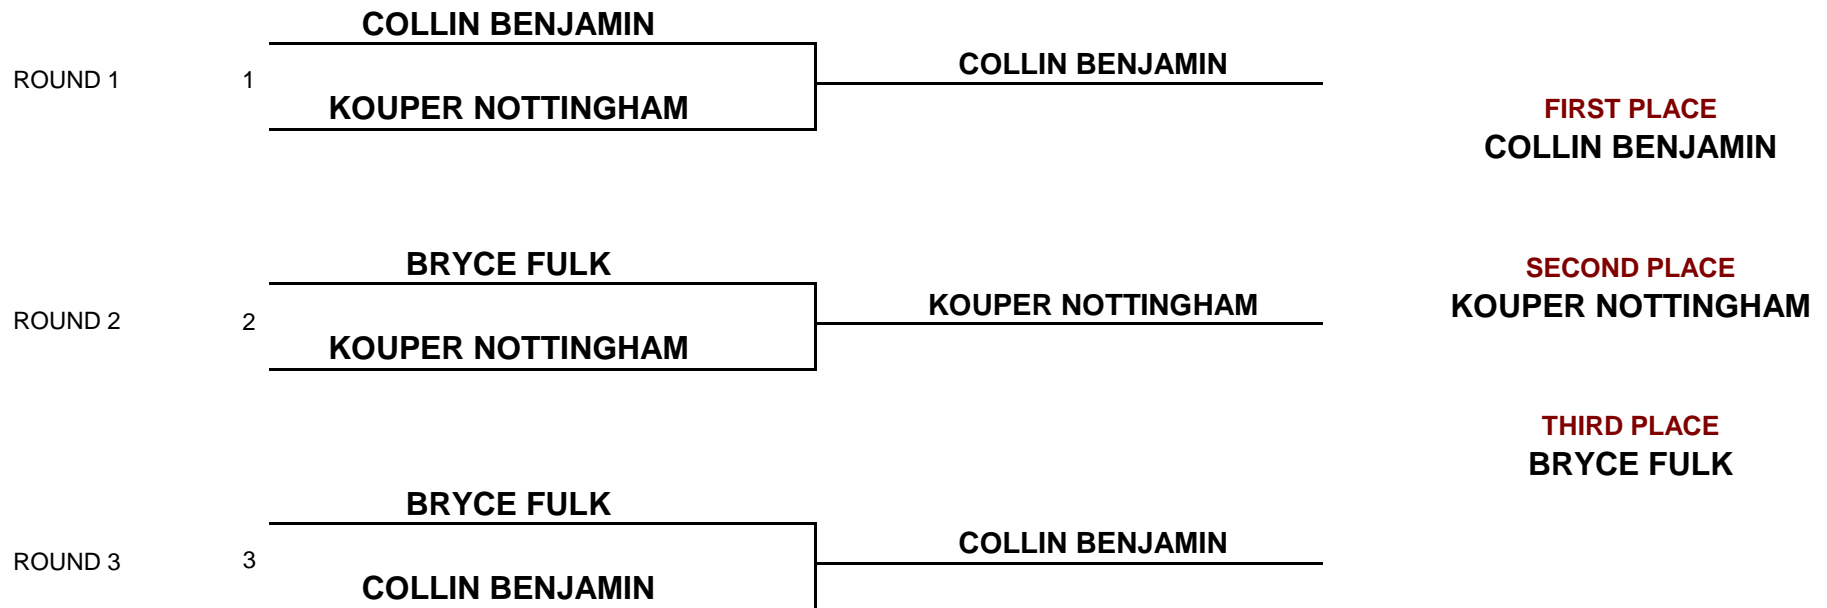 COLLIN BENJAMIN
ROUND 1 1 COLLIN BENJAMIN
KOUPER NOTTINGHAM
FIRST PLACE
COLLIN BENJAMIN
BRYCE FULK
ROUND 2 2 KOUPER NOTTINGHAM
KOUPER NOTTINGHAM
SECOND PLACE
KOUPER NOTTINGHAM
THIRD PLACE
BRYCE FULK
BRYCE FULK
ROUND 3 3 COLLIN BENJAMIN
COLLIN BENJAMIN